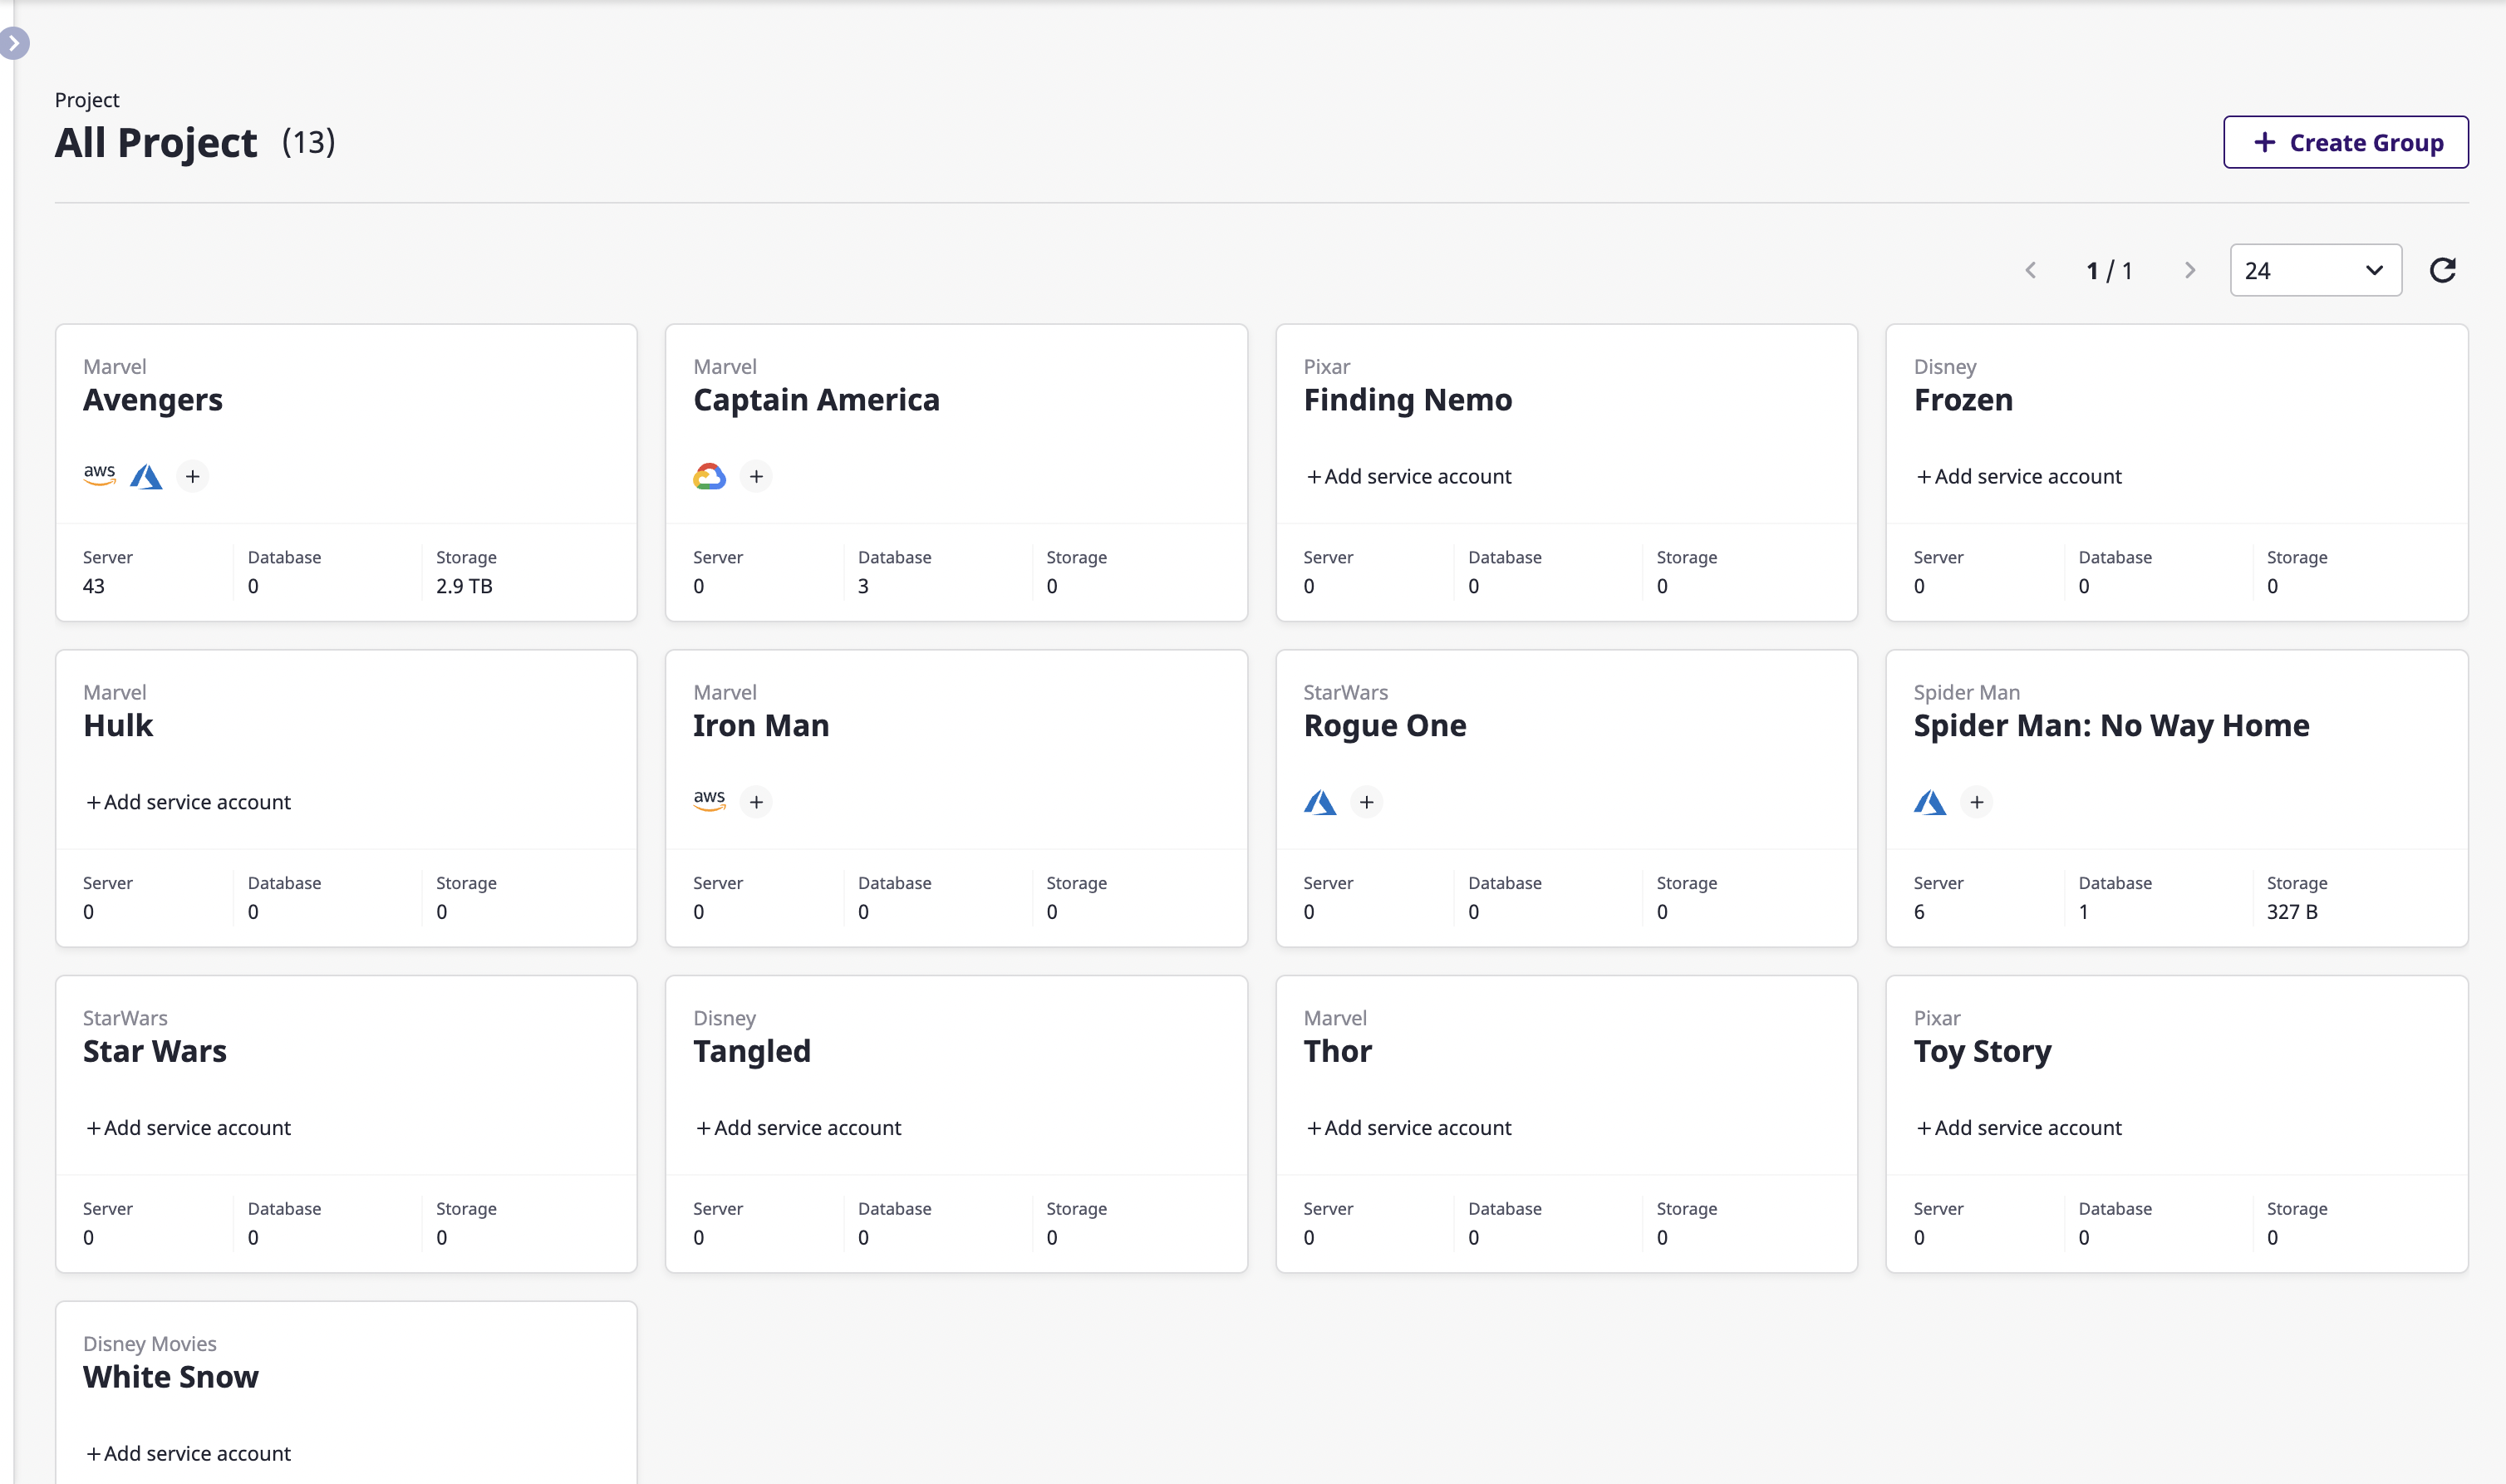 Project
All Project (13)
+ Create Group
1 / 1
24
Marvel
Avengers
aws
+
Server Database Storage
43 0 2.9 TB
Marvel
Captain America
+
Server Database Storage
0 3 0
Pixar
Finding Nemo
+ Add service account
Server Database Storage
0 0 0
Disney
Frozen
+ Add service account
Server Database Storage
0 0 0
Marvel
Hulk
+ Add service account
Server Database Storage
0 0 0
Marvel
Iron Man
aws
+
Server Database Storage
0 0 0
StarWars
Rogue One
+
Server Database Storage
0 0 0
Spider Man
Spider Man: No Way Home
+
Server Database Storage
6 1 327 B
StarWars
Star Wars
+ Add service account
Server Database Storage
0 0 0
Disney
Tangled
+ Add service account
Server Database Storage
0 0 0
Marvel
Thor
+ Add service account
Server Database Storage
0 0 0
Pixar
Toy Story
+ Add service account
Server Database Storage
0 0 0
Disney Movies
White Snow
+ Add service account